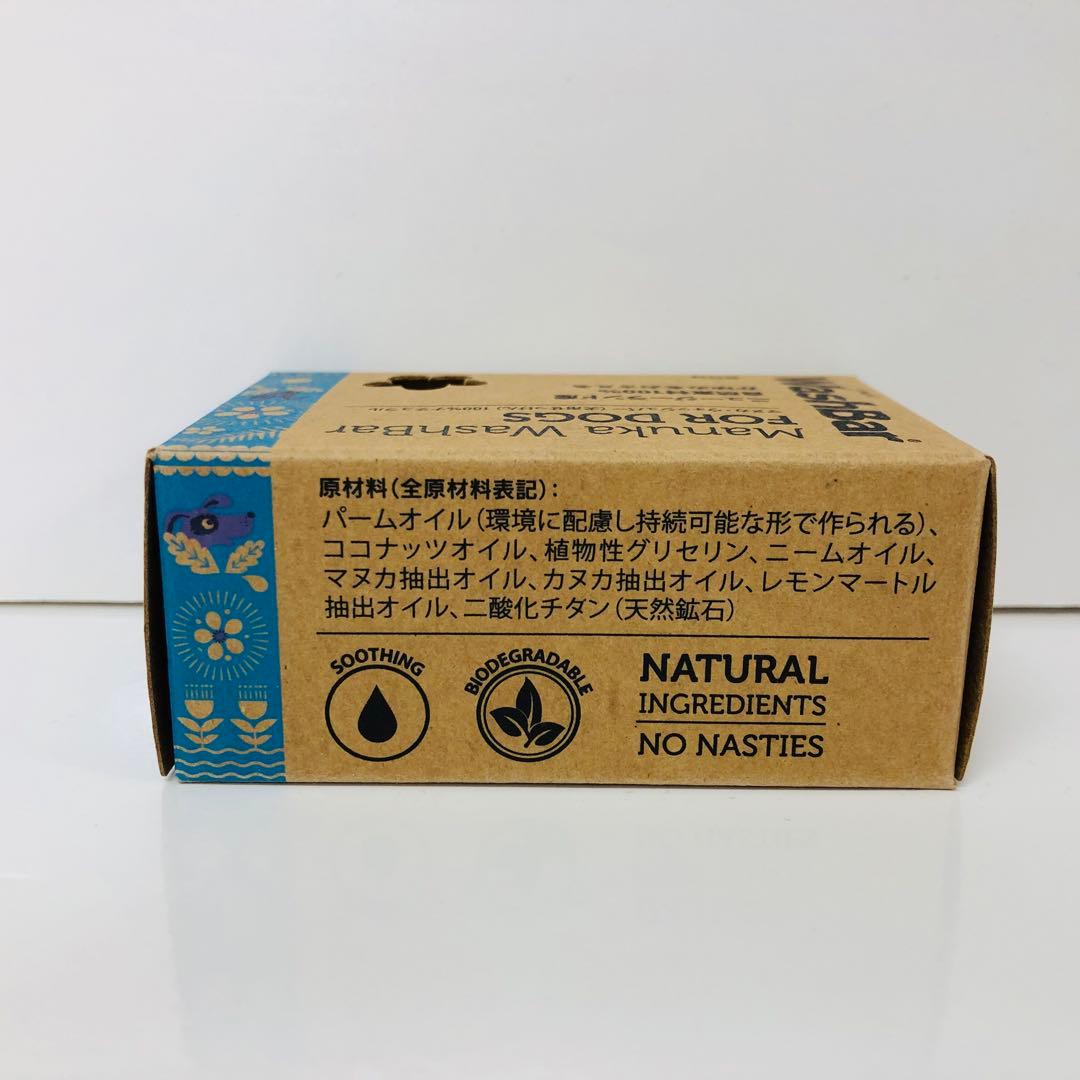 WashBar®
Manuka WashBar
FOR DOGS
原材料(全原材料表記):
パームオイル(環境に配慮し持続可能な形で作られる)、
ココナッツオイル、植物性グリセリン、ニームオイル、
マヌカ抽出オイル、カヌカ抽出オイル、レモンマートル
抽出オイル、二酸化チタン(天然鉱石)
SOOTHING
BIODEGRADABLE
NATURAL
INGREDIENTS
NO NASTIES